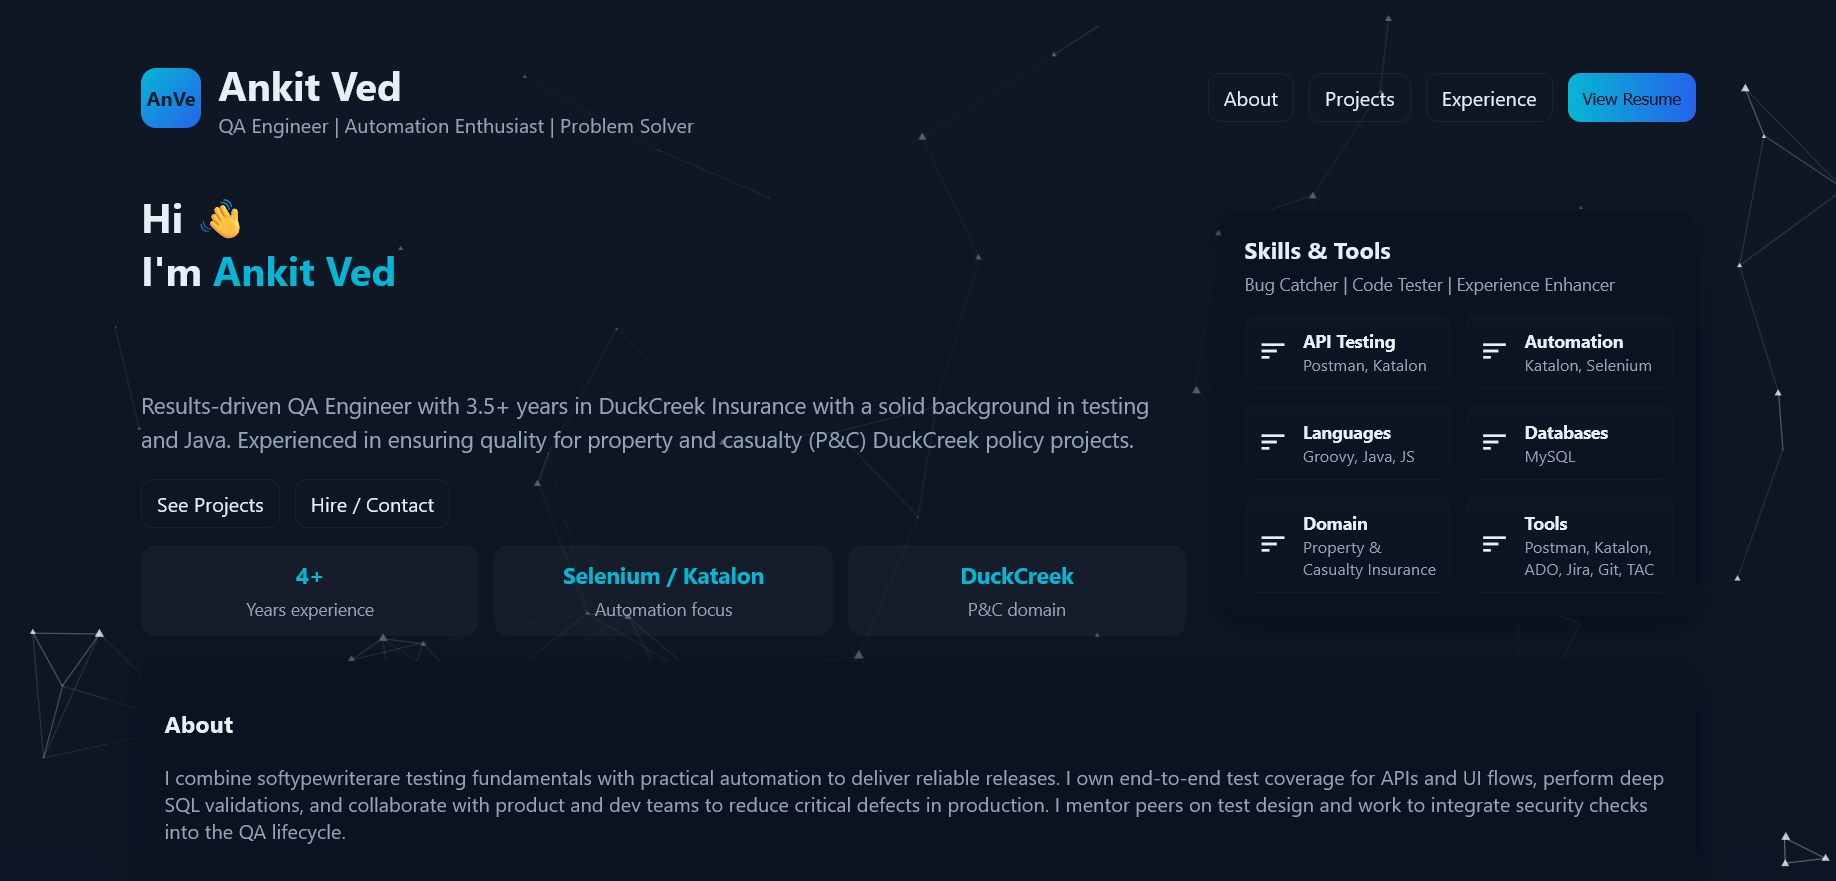 AnVe
Ankit Ved
QA Engineer | Automation Enthusiast | Problem Solver
About
Projects
Experience
View Resume
Hi 👋
I'm Ankit Ved
Results-driven QA Engineer with 3.5+ years in DuckCreek Insurance with a solid background in testing
and Java. Experienced in ensuring quality for property and casualty (P&C) DuckCreek policy projects.
See Projects
Hire / Contact
4+
Years experience
Selenium / Katalon
Automation focus
DuckCreek
P&C domain
Skills & Tools
Bug Catcher | Code Tester | Experience Enhancer
API Testing
Postman, Katalon
Automation
Katalon, Selenium
Languages
Groovy, Java, JS
Databases
MySQL
Domain
Property &
Casualty Insurance
Tools
Postman, Katalon,
ADO, Jira, Git, TAC
About
I combine softypewriterare testing fundamentals with practical automation to deliver reliable releases. I own end-to-end test coverage for APIs and UI flows, perform deep
SQL validations, and collaborate with product and dev teams to reduce critical defects in production. I mentor peers on test design and work to integrate security checks
into the QA lifecycle.